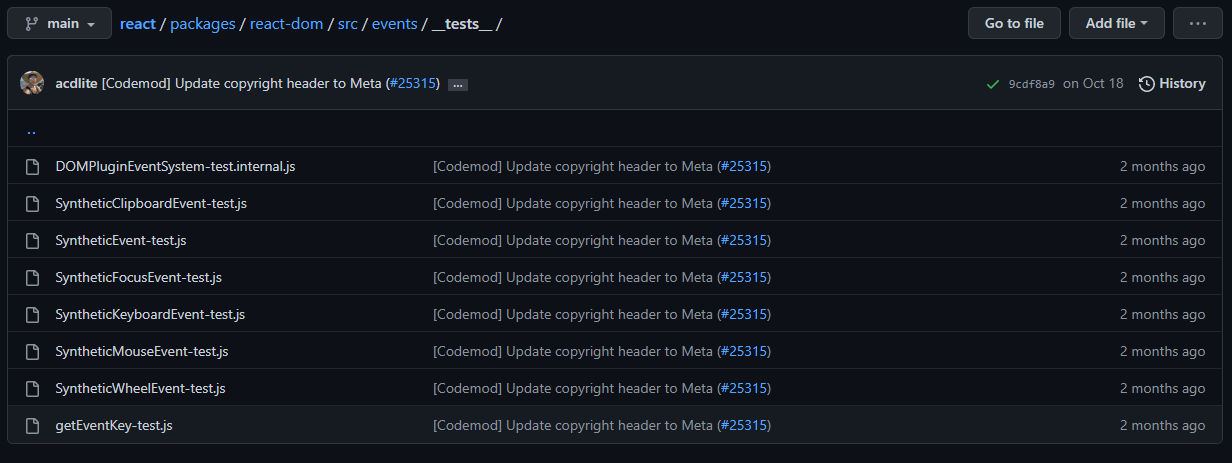 main react / packages / react-dom / src / events / __tests__ / Go to file Add file ...
acdlite [Codemod] Update copyright header to Meta (#25315) ... 9cdf8a9 on Oct 18 History
..
DOMPluginEventSystem-test.internal.js [Codemod] Update copyright header to Meta (#25315) 2 months ago
SyntheticClipboardEvent-test.js [Codemod] Update copyright header to Meta (#25315) 2 months ago
SyntheticEvent-test.js [Codemod] Update copyright header to Meta (#25315) 2 months ago
SyntheticFocusEvent-test.js [Codemod] Update copyright header to Meta (#25315) 2 months ago
SyntheticKeyboardEvent-test.js [Codemod] Update copyright header to Meta (#25315) 2 months ago
SyntheticMouseEvent-test.js [Codemod] Update copyright header to Meta (#25315) 2 months ago
SyntheticWheelEvent-test.js [Codemod] Update copyright header to Meta (#25315) 2 months ago
getEventKey-test.js [Codemod] Update copyright header to Meta (#25315) 2 months ago